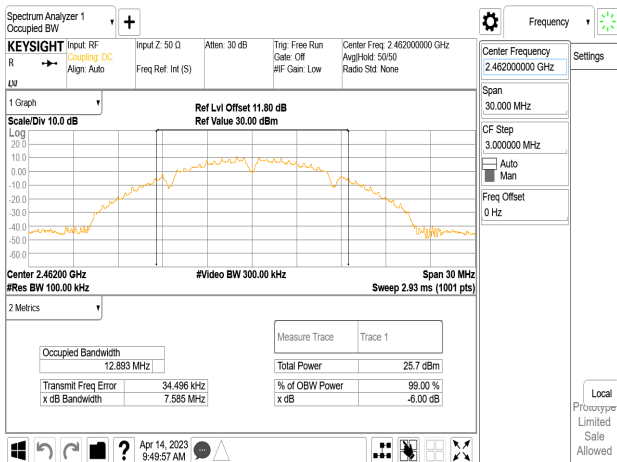 Spectrum Analyzer 1
Occupied BW
Frequency
KEYSIGHT
R
LXI
Input: RF
Coupling: DC
Align: Auto
Input Z: 50 Ω
Freq Ref: Int (S)
Atten: 30 dB
Trig: Free Run
Gate: Off
#IF Gain: Low
Center Freq: 2.462000000 GHz
Avg|Hold: 50/50
Radio Std: None
Center Frequency
2.462000000 GHz
Settings
Span
30.000 MHz
CF Step
3.000000 MHz
Auto
Man
Freq Offset
0 Hz
1 Graph
Scale/Div 10.0 dB
Ref Lvl Offset 11.80 dB
Ref Value 30.00 dBm
Log
20.0
10.0
0.00
-10.0
-20.0
-30.0
-40.0
-50.0
-60.0
Center 2.46200 GHz
#Video BW 300.00 kHz
Span 30 MHz
#Res BW 100.00 kHz
Sweep 2.93 ms (1001 pts)
2 Metrics
Measure Trace
Trace 1
Occupied Bandwidth
12.893 MHz
Total Power
25.7 dBm
Transmit Freq Error
34.496 kHz
% of OBW Power
99.00 %
x dB Bandwidth
7.585 MHz
x dB
-6.00 dB
Local
Prototype
Limited
Sale
Allowed
?
Apr 14, 2023
9:49:57 AM